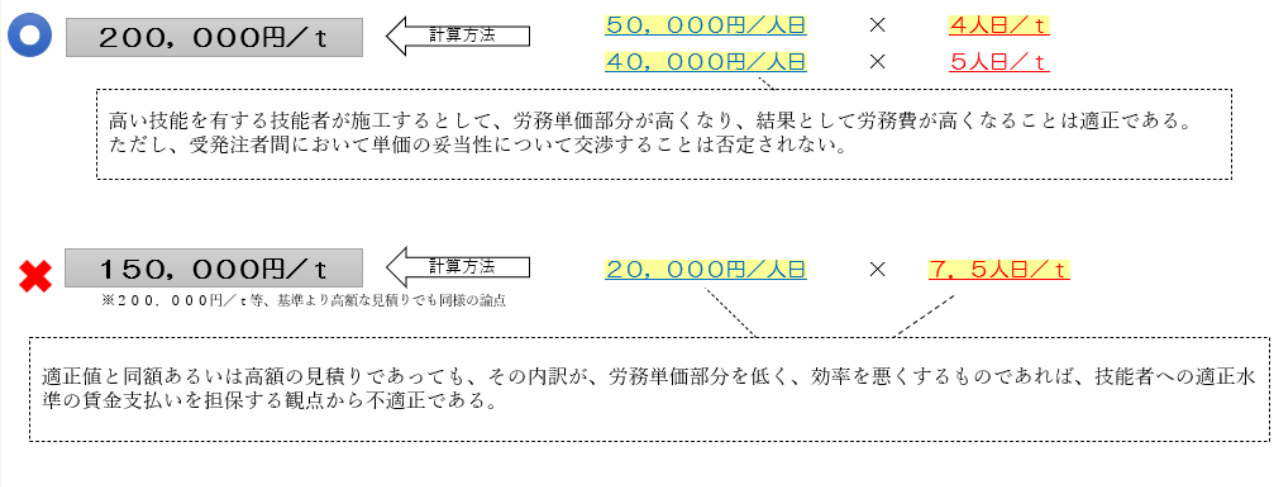 200,000円/t
計算方法
50,000円/人日 × 4人日/t
40,000円/人日 × 5人日/t
高い技能を有する技能者が施工するとして、労務単価部分が高くなり、結果として労務費が高くなることは適正である。
ただし、受発注者間において単価の妥当性について交渉することは否定されない。
150,000円/t
計算方法
20,000円/人日 × 7.5人日/t
※200,000円/t等、基準より高額な見積りでも同様の論点
適正値と同額あるいは高額の見積りであっても、その内訳が、労務単価部分を低く、効率を悪くするものであれば、技能者への適正水
準の賃金支払いを担保する観点から不適正である。